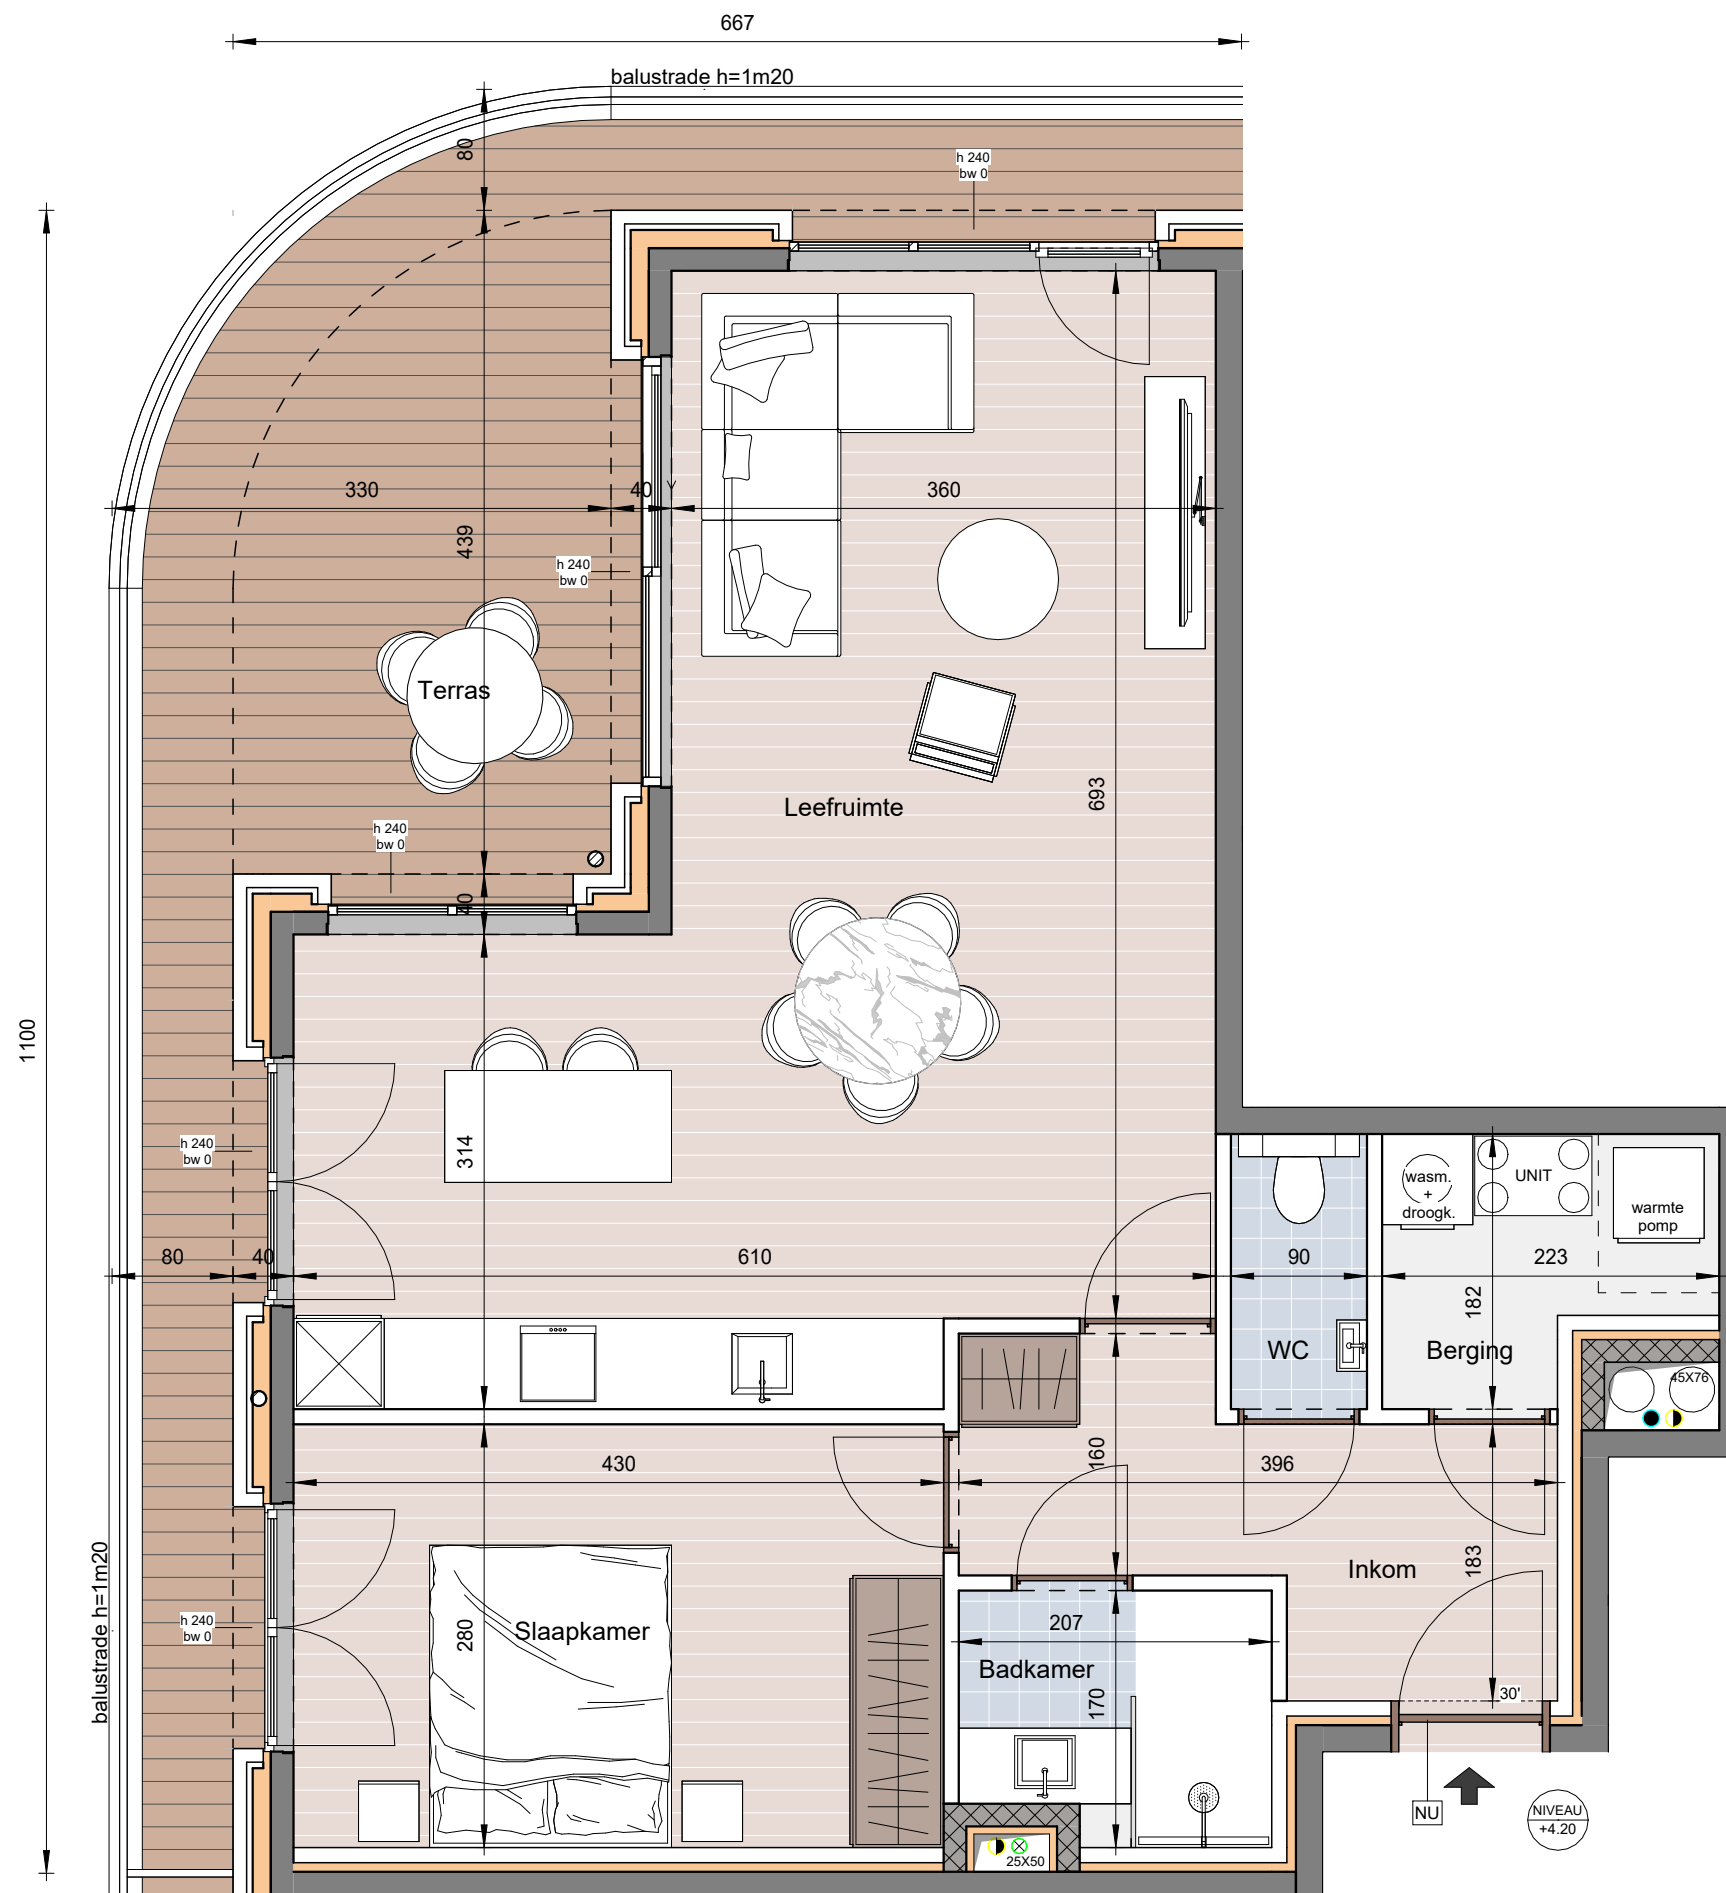 667
balustrade h=1m20
80
h 240
bw 0
330
40
360
439
h 240
bw 0
Terras
693
Leefruimte
h 240
bw 0
40
1100
314
h 240
bw 0
wasm.
+
droogk.
UNIT
warmte
pomp
80
40
610
90
223
182
WC
Berging
45X76
430
160
396
183
Inkom
balustrade h=1m20
h 240
bw 0
280
Slaapkamer
207
Badkamer
170
30'
NU
NIVEAU
+4.20
25X50